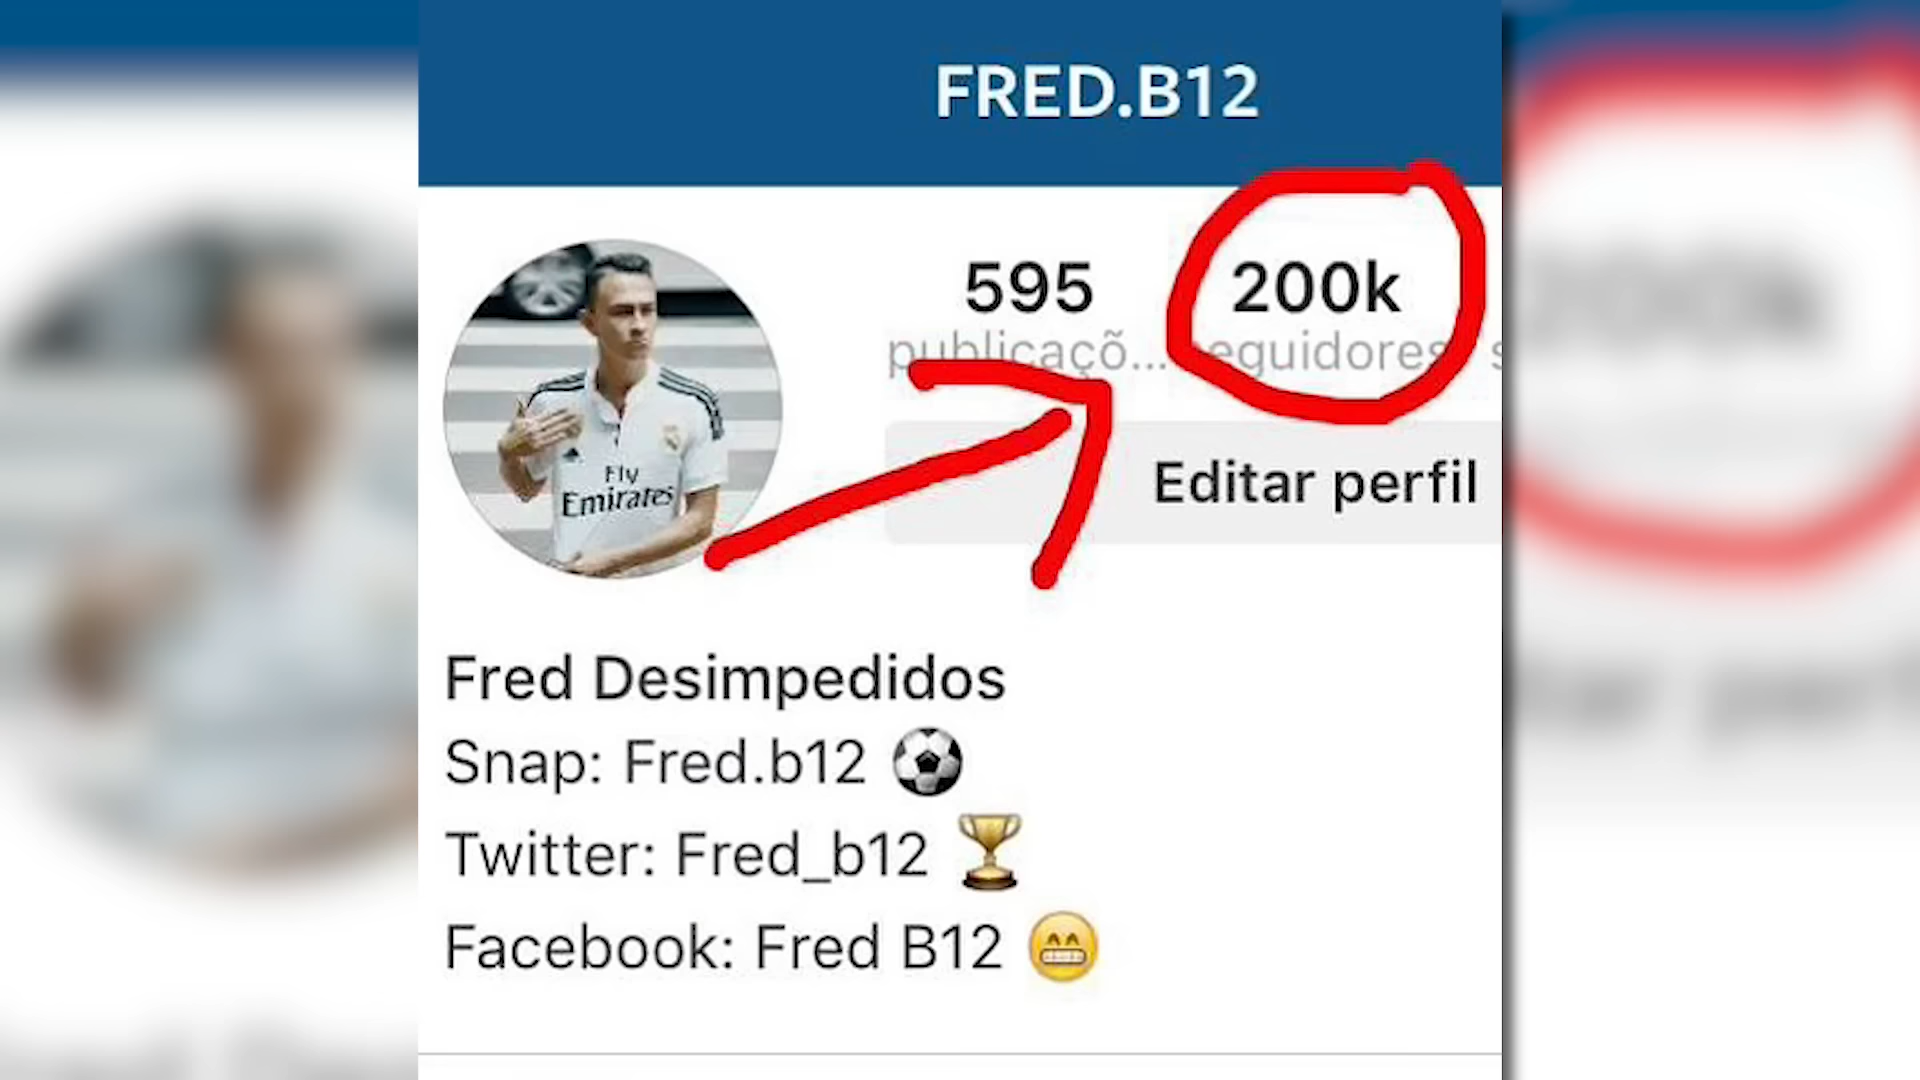 FRED.B12
595 200k
publicaçõ... seguidores s
Editar perfil
Fly
Emirates
Fred Desimpedidos
Snap: Fred.b12
Twitter: Fred_b12
Facebook: Fred B12